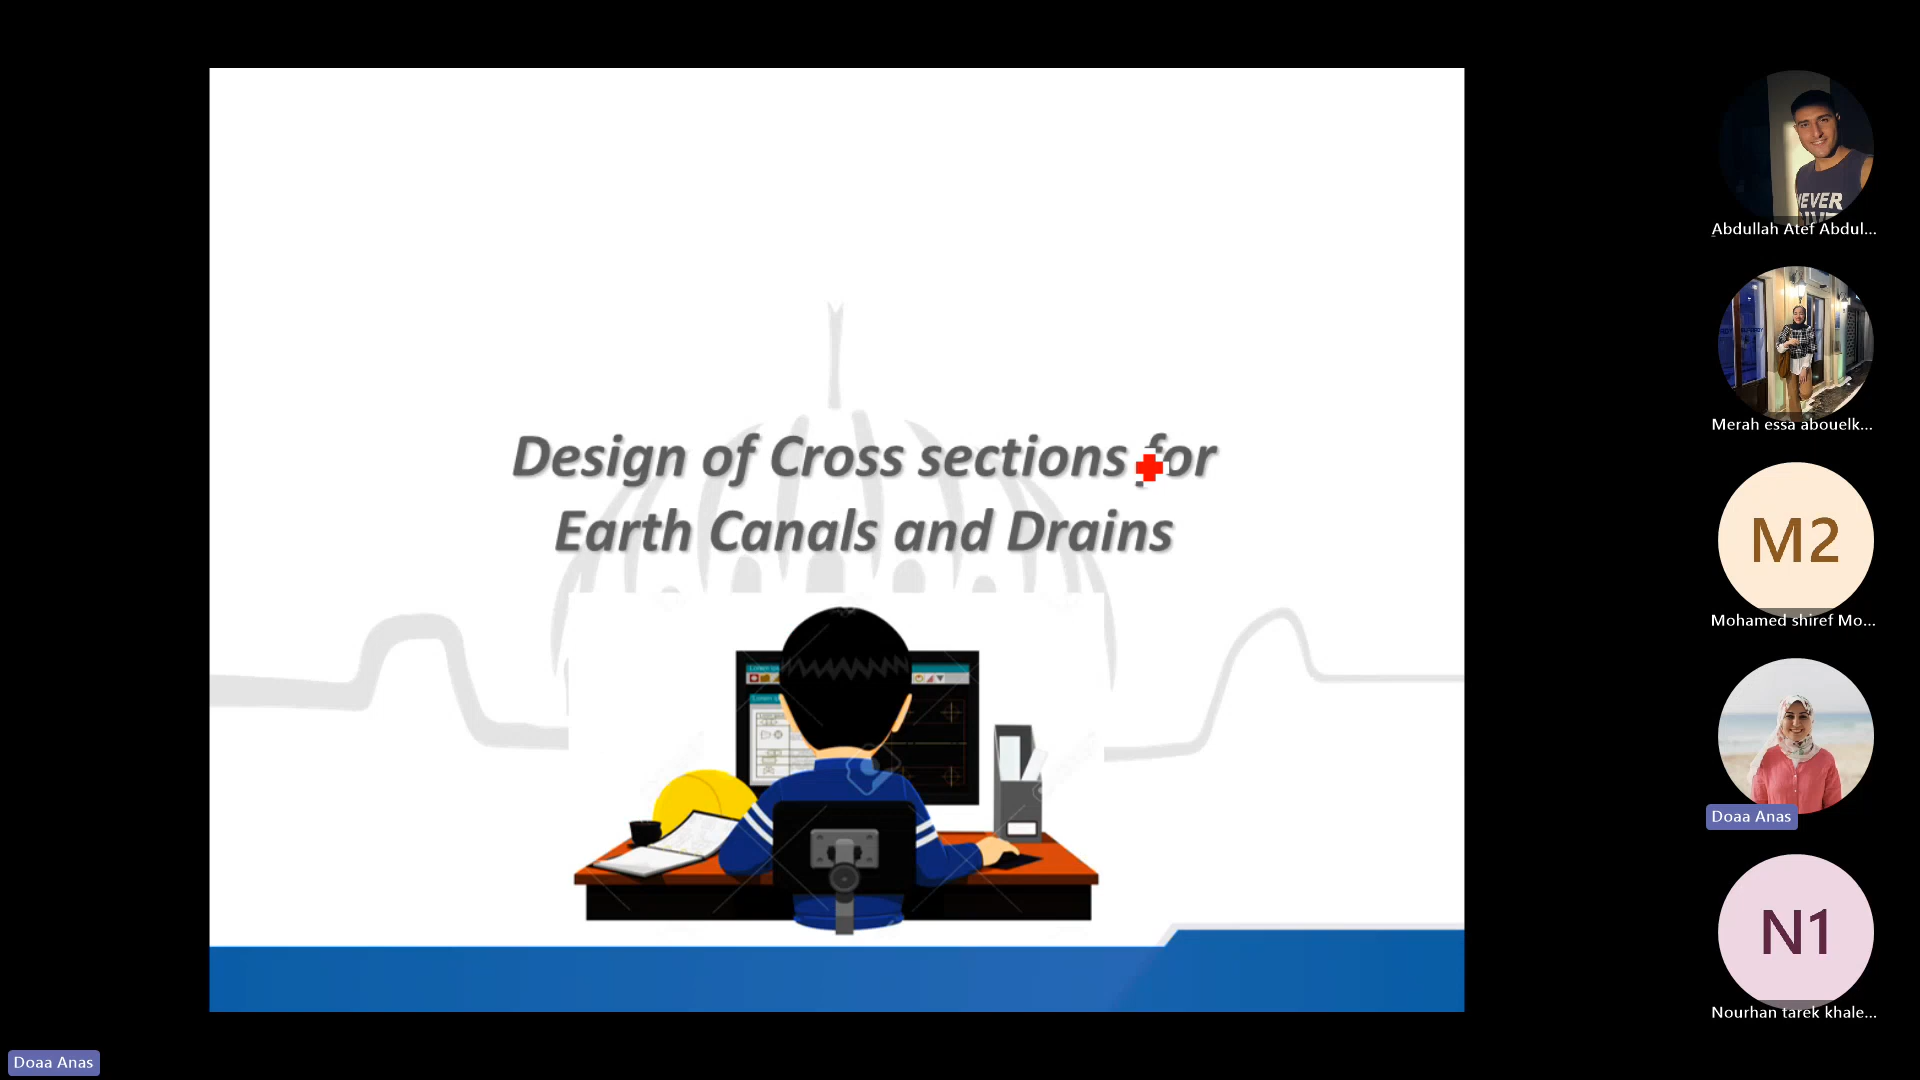 Design of Cross sections for
Earth Canals and Drains
Abdullah Atef Abdul...
Merah essa abouelk...
M2
Mohamed shiref Mo...
Doaa Anas
N1
Nourhan tarek khale...
Doaa Anas